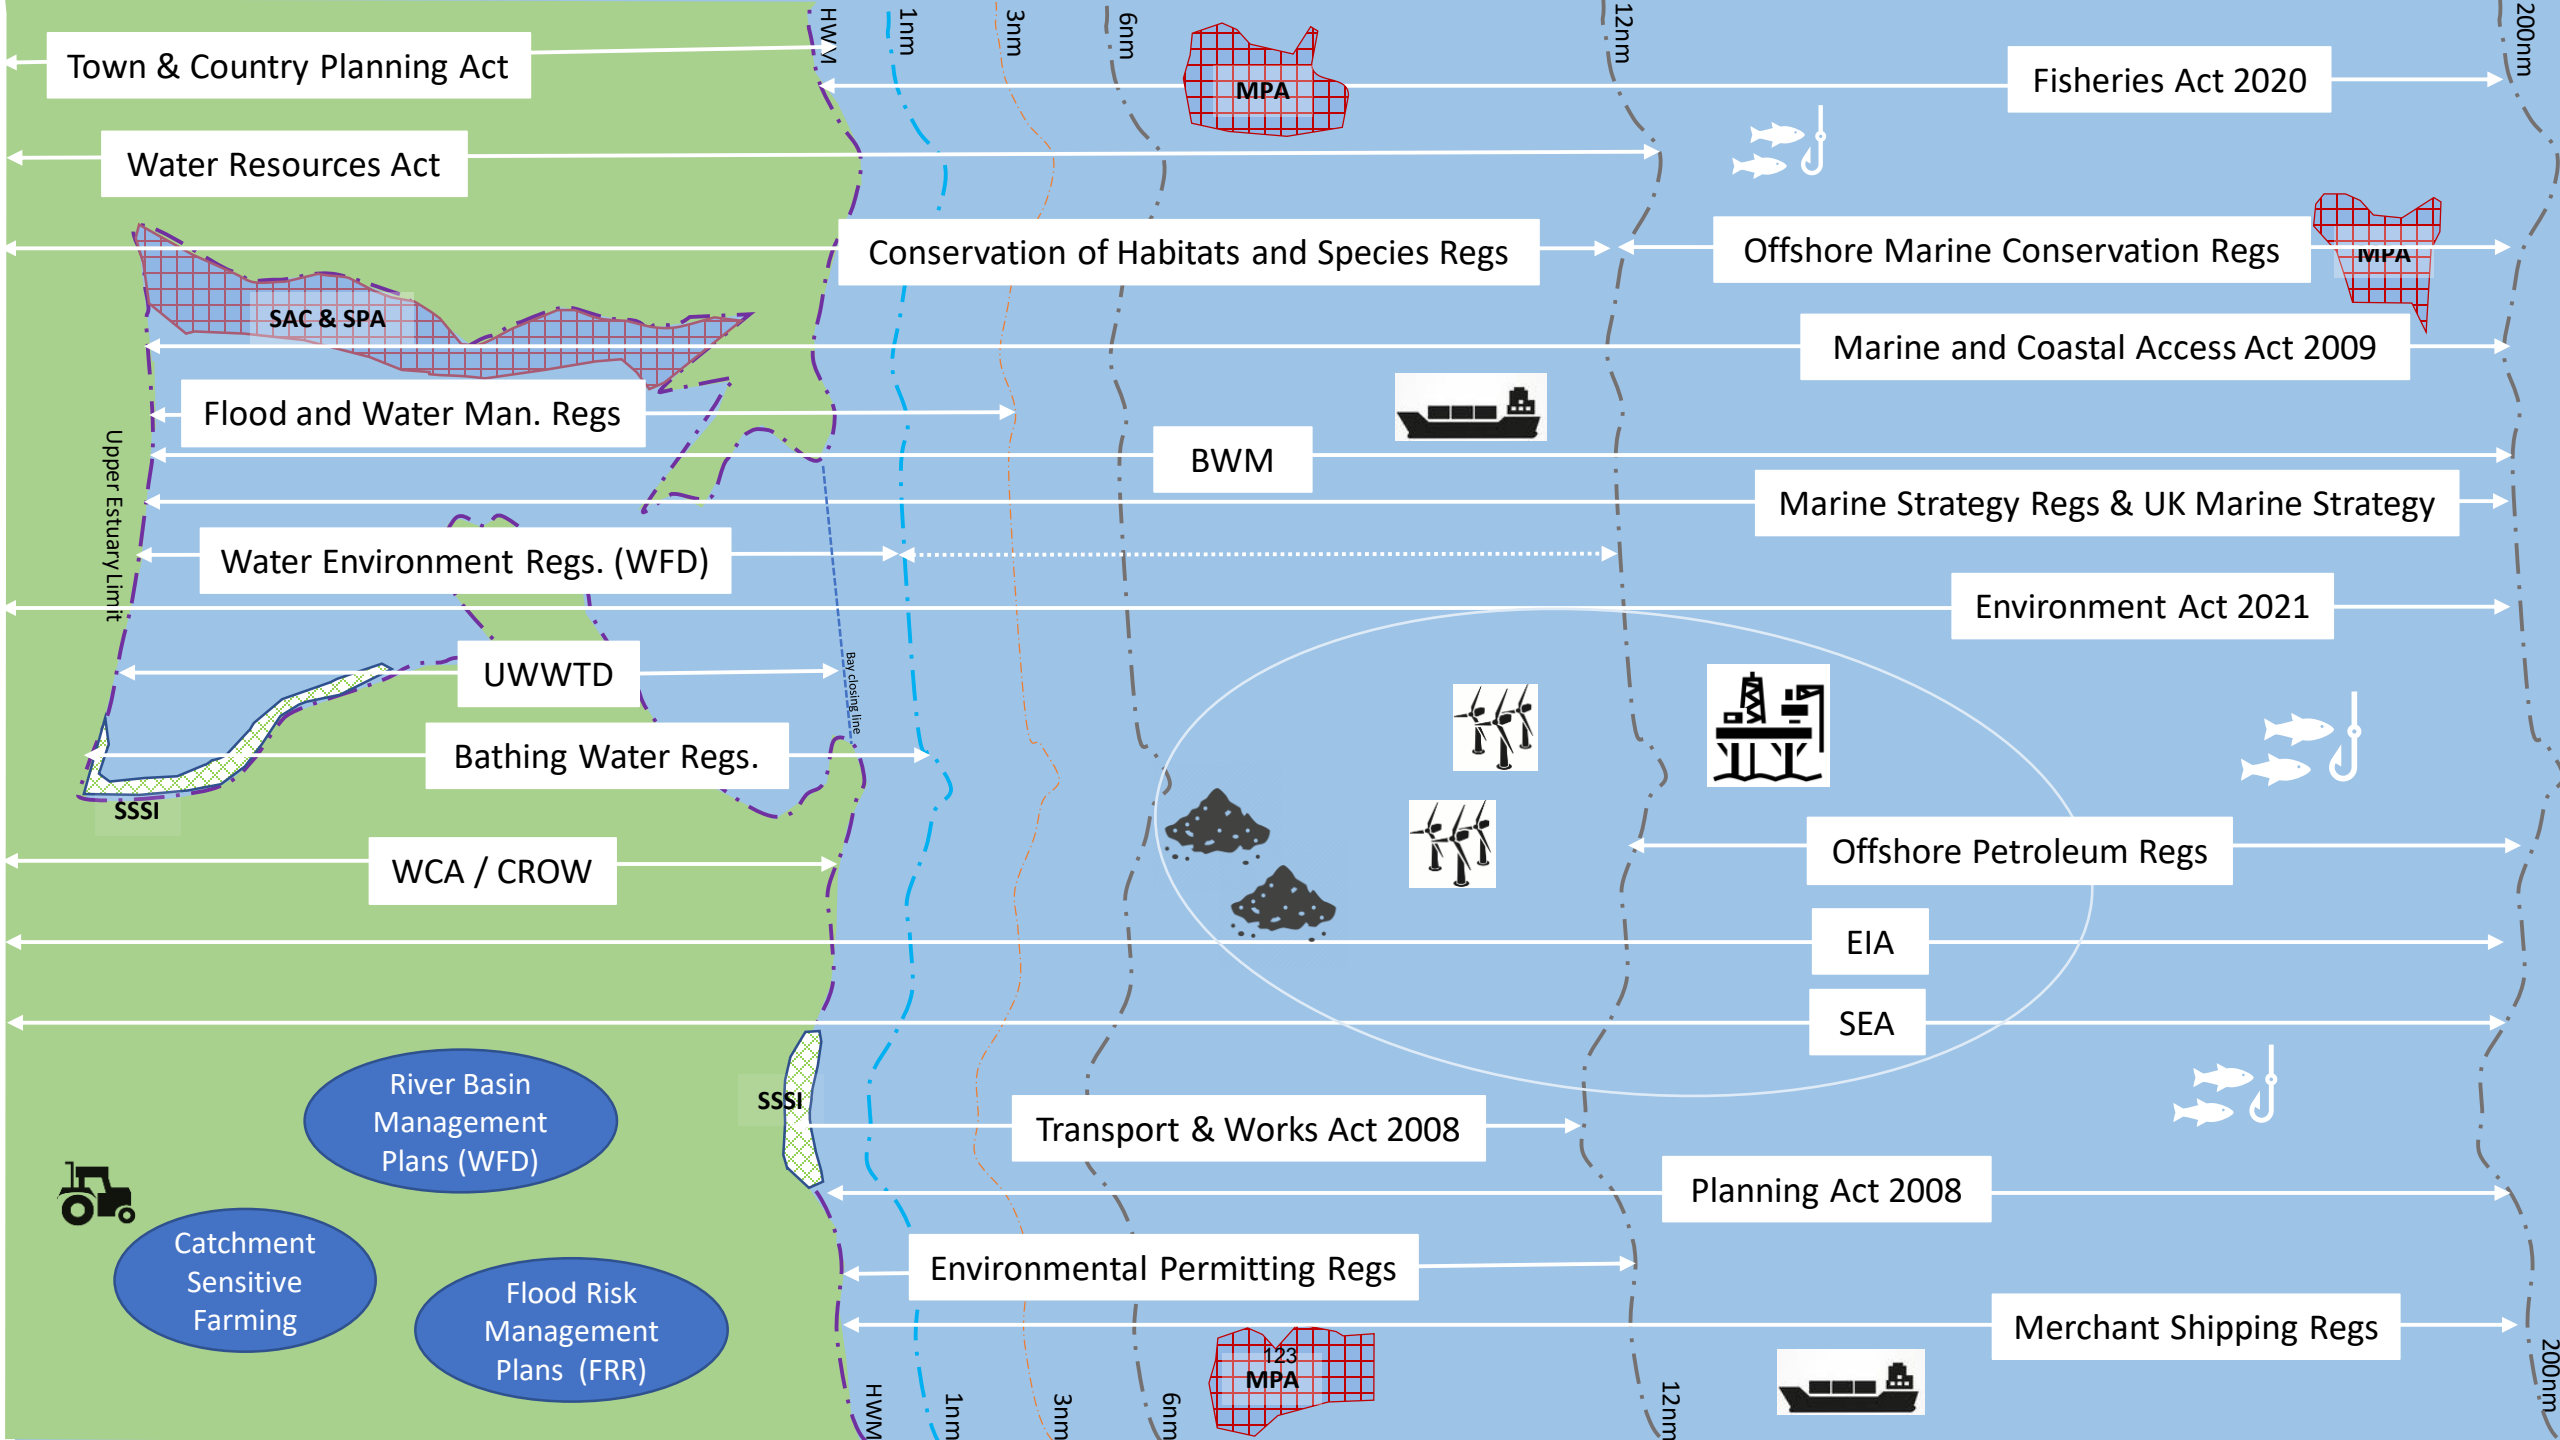 HWM
1nm
3nm
6nm
12nm
200nm
Town & Country Planning Act
Fisheries Act 2020
MPA
Water Resources Act
Conservation of Habitats and Species Regs
Offshore Marine Conservation Regs
MPA
SAC & SPA
Marine and Coastal Access Act 2009
Flood and Water Man. Regs
BWM
Upper Estuary Limit
Marine Strategy Regs & UK Marine Strategy
Water Environment Regs. (WFD)
Environment Act 2021
UWWTD
Bay closing line
Bathing Water Regs.
SSSI
WCA / CROW
Offshore Petroleum Regs
EIA
SEA
River Basin
Management
Plans (WFD)
SSSI
Transport & Works Act 2008
Planning Act 2008
Catchment
Sensitive
Farming
Environmental Permitting Regs
Flood Risk
Management
Plans (FRR)
Merchant Shipping Regs
123
MPA
HWM
1nm
3nm
6nm
12nm
200nm